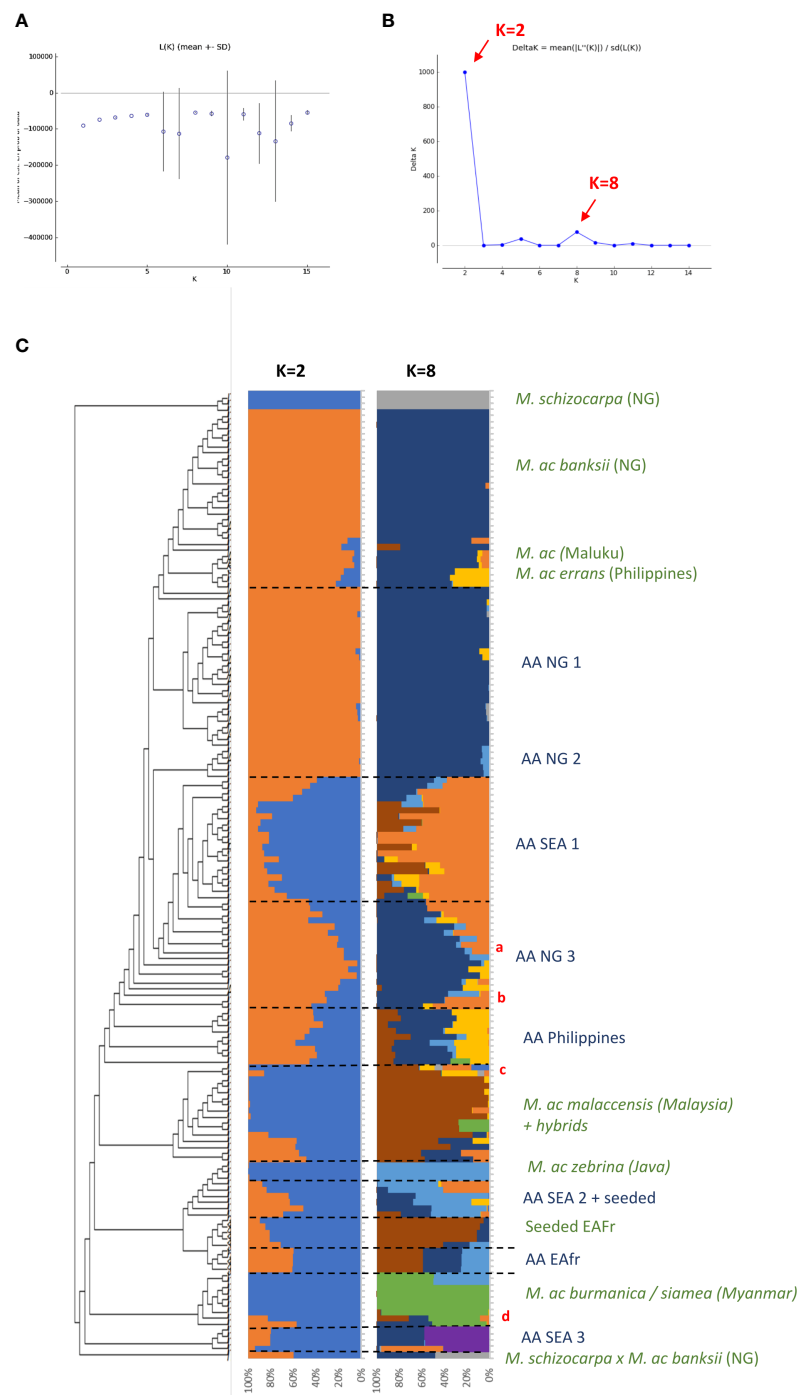 A
B
L(K) (mean +- SD)
100000
0
-100000
-200000
-300000
-400000
0
5
10
15
K
K=2
DeltaK = mean(|L''(K)|) / sd(L(K))
1000
800
600
400
200
0
Delta K
K=8
2
4
6
8
10
12
14
K
C
K=2
K=8
M. schizocarpa (NG)
M. ac banksii (NG)
M. ac (Maluku)
M. ac errans (Philippines)
AA NG 1
AA NG 2
AA SEA 1
a
AA NG 3
b
AA Philippines
c
M. ac malaccensis (Malaysia)
+ hybrids
M. ac zebrina (Java)
AA SEA 2 + seeded
Seeded EAFr
AA EAfr
M. ac burmanica / siamea (Myanmar)
d
AA SEA 3
M. schizocarpa x M. ac banksii (NG)
100%
80%
60%
40%
20%
0%
100%
80%
60%
40%
20%
0%